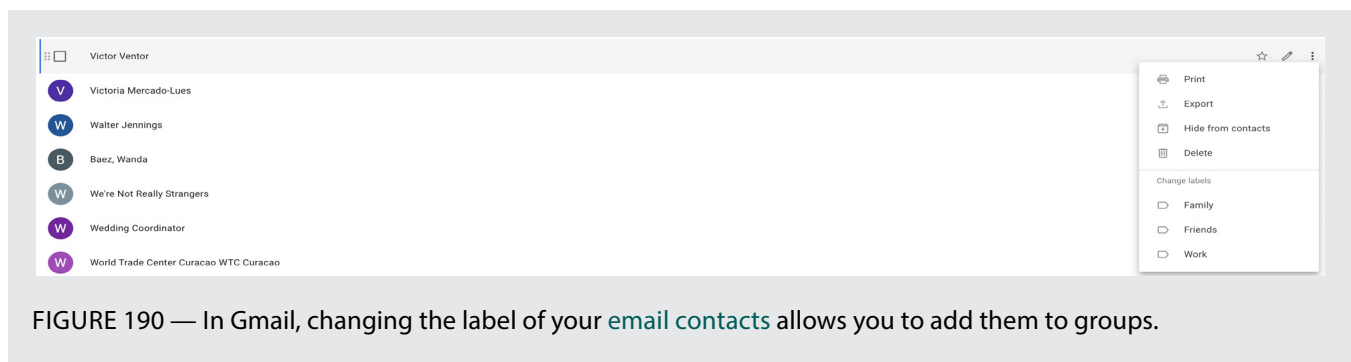 Victor Ventor
V Victoria Mercado-Lues
W Walter Jennings
B Baez, Wanda
W We're Not Really Strangers
W Wedding Coordinator
W World Trade Center Curacao WTC Curacao
Print
Export
Hide from contacts
Delete
Change labels
Family
Friends
Work
FIGURE 190 — In Gmail, changing the label of your email contacts allows you to add them to groups.